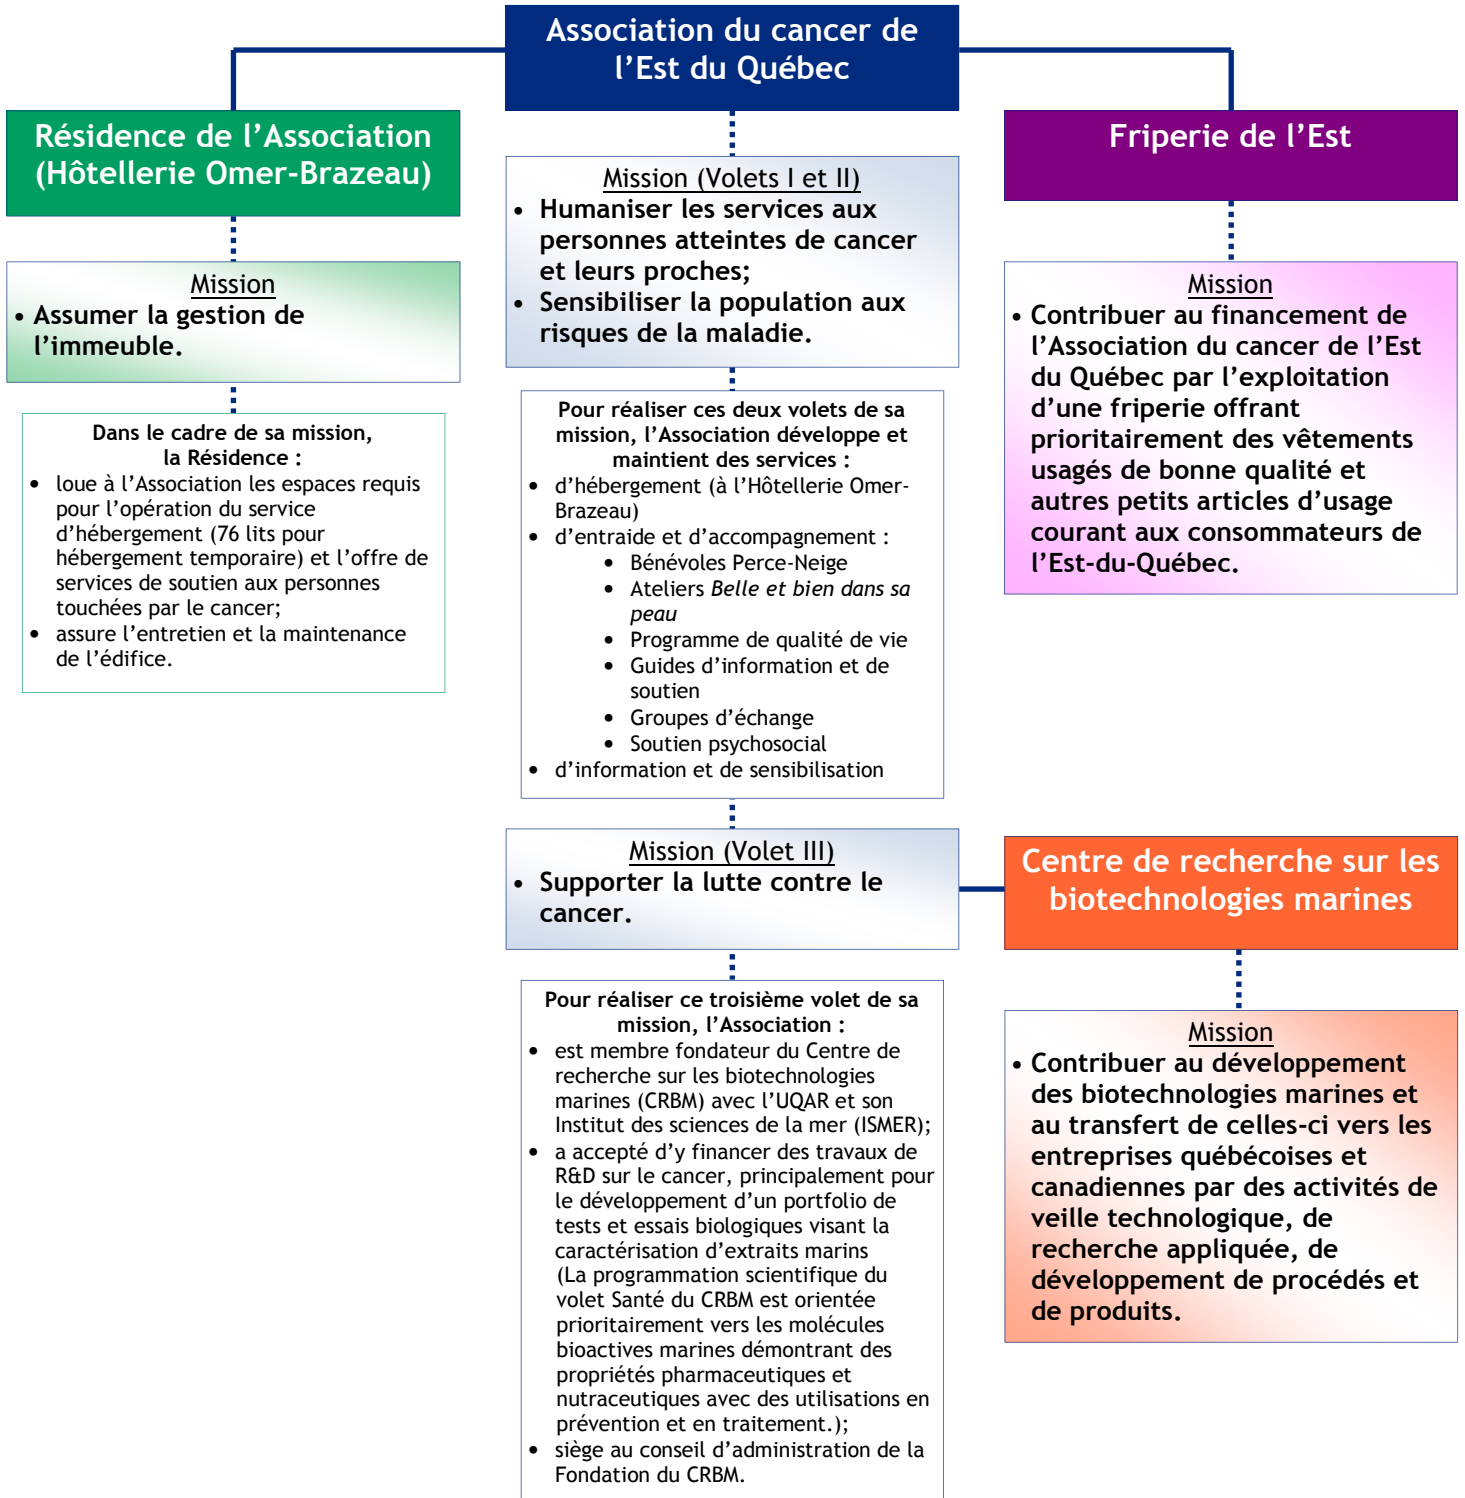 Association du cancer de
l’Est du Québec
Résidence de l’Association
(Hôtellerie Omer-Brazeau)
Mission
• Assumer la gestion de
l’immeuble.
Dans le cadre de sa mission,
la Résidence :
• loue à l’Association les espaces requis
pour l’opération du service
d’hébergement (76 lits pour
hébergement temporaire) et l’offre de
services de soutien aux personnes
touchées par le cancer;
• assure l’entretien et la maintenance
de l’édifice.
Mission (Volets I et II)
• Humaniser les services aux
personnes atteintes de cancer
et leurs proches;
• Sensibiliser la population aux
risques de la maladie.
Pour réaliser ces deux volets de sa
mission, l’Association développe et
maintient des services :
• d’hébergement (à l’Hôtellerie Omer-
Brazeau)
• d’entraide et d’accompagnement :
• Bénévoles Perce-Neige
• Ateliers Belle et bien dans sa
peau
• Programme de qualité de vie
• Guides d’information et de
soutien
• Groupes d’échange
• Soutien psychosocial
• d’information et de sensibilisation
Mission (Volet III)
• Supporter la lutte contre le
cancer.
Pour réaliser ce troisième volet de sa
mission, l’Association :
• est membre fondateur du Centre de
recherche sur les biotechnologies
marines (CRBM) avec l’UQAR et son
Institut des sciences de la mer (ISMER);
• a accepté d’y financer des travaux de
R&D sur le cancer, principalement pour
le développement d’un portfolio de
tests et essais biologiques visant la
caractérisation d’extraits marins
(La programmation scientifique du
volet Santé du CRBM est orientée
prioritairement vers les molécules
bioactives marines démontrant des
propriétés pharmaceutiques et
nutraceutiques avec des utilisations en
prévention et en traitement.);
• siège au conseil d’administration de la
Fondation du CRBM.
Friperie de l’Est
Mission
• Contribuer au financement de
l’Association du cancer de l’Est
du Québec par l’exploitation
d’une friperie offrant
prioritairement des vêtements
usagés de bonne qualité et
autres petits articles d’usage
courant aux consommateurs de
l’Est-du-Québec.
Centre de recherche sur les
biotechnologies marines
Mission
• Contribuer au développement
des biotechnologies marines et
au transfert de celles-ci vers les
entreprises québécoises et
canadiennes par des activités de
veille technologique, de
recherche appliquée, de
développement de procédés et
de produits.